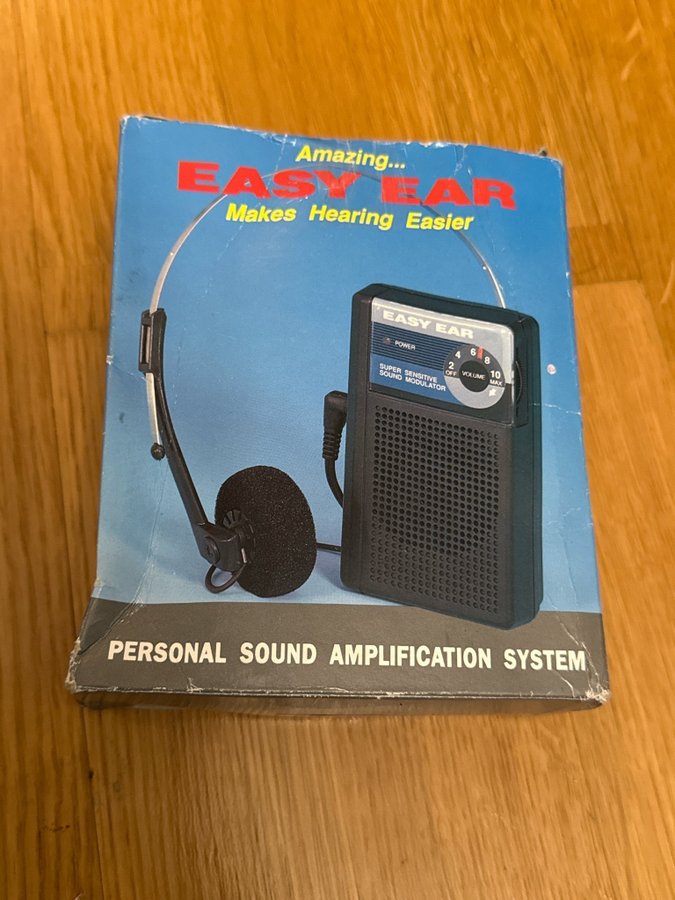 Amazing...
EASY EAR
Makes Hearing Easier
EASY EAR
POWER
SUPER SENSITIVE
SOUND MODULATOR
OFF 2 4 6 8 10 MAX
VOLUME
PERSONAL SOUND AMPLIFICATION SYSTEM